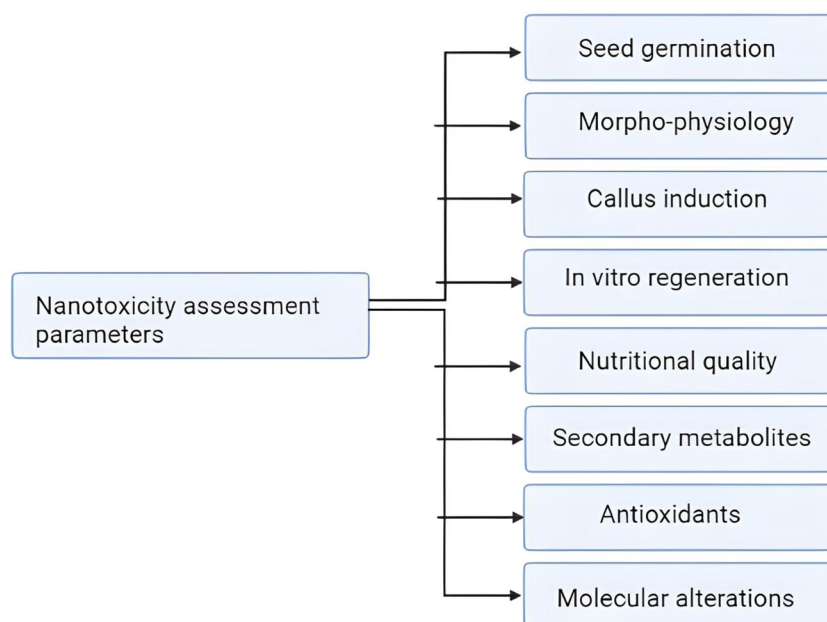 Seed germination
Morpho-physiology
Callus induction
In vitro regeneration
Nanotoxicity assessment
parameters
Nutritional quality
Secondary metabolites
Antioxidants
Molecular alterations